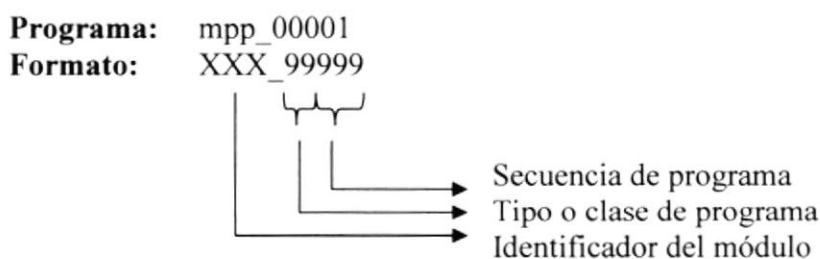 Programa: mpp_00001
Formato: XXX_99999
Secuencia de programa
Tipo o clase de programa
Identificador del módulo